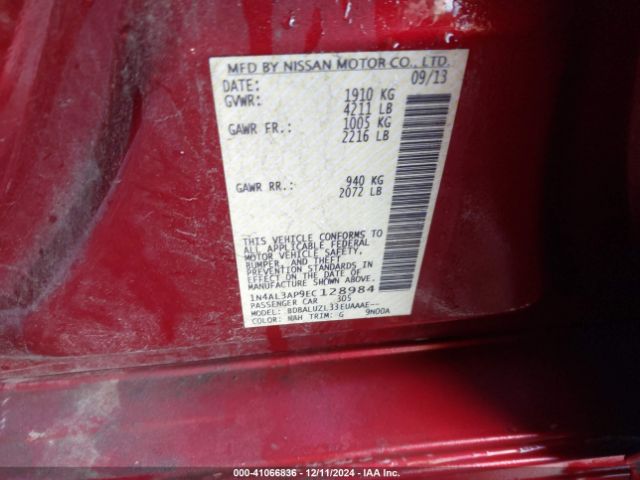 MFD BY NISSAN MOTOR CO., LTD.
DATE: 09/13
GVWR: 1910 KG
4211 LB
GAWR FR.: 1005 KG
2216 LB
GAWR RR.: 940 KG
2072 LB
THIS VEHICLE CONFORMS TO
ALL APPLICABLE FEDERAL
MOTOR VEHICLE SAFETY,
BUMPER, AND THEFT
PREVENTION STANDARDS IN
EFFECT ON THE DATE OF
MANUFACTURE SHOWN ABOVE.
1N4AL3AP9EC128984
PASSENGER CAR 305
MODEL: BDBALUZL33EUAAAE--
COLOR: NAH TRIM: G 9N00A
000-41066836 - 12/11/2024 - IAA Inc.